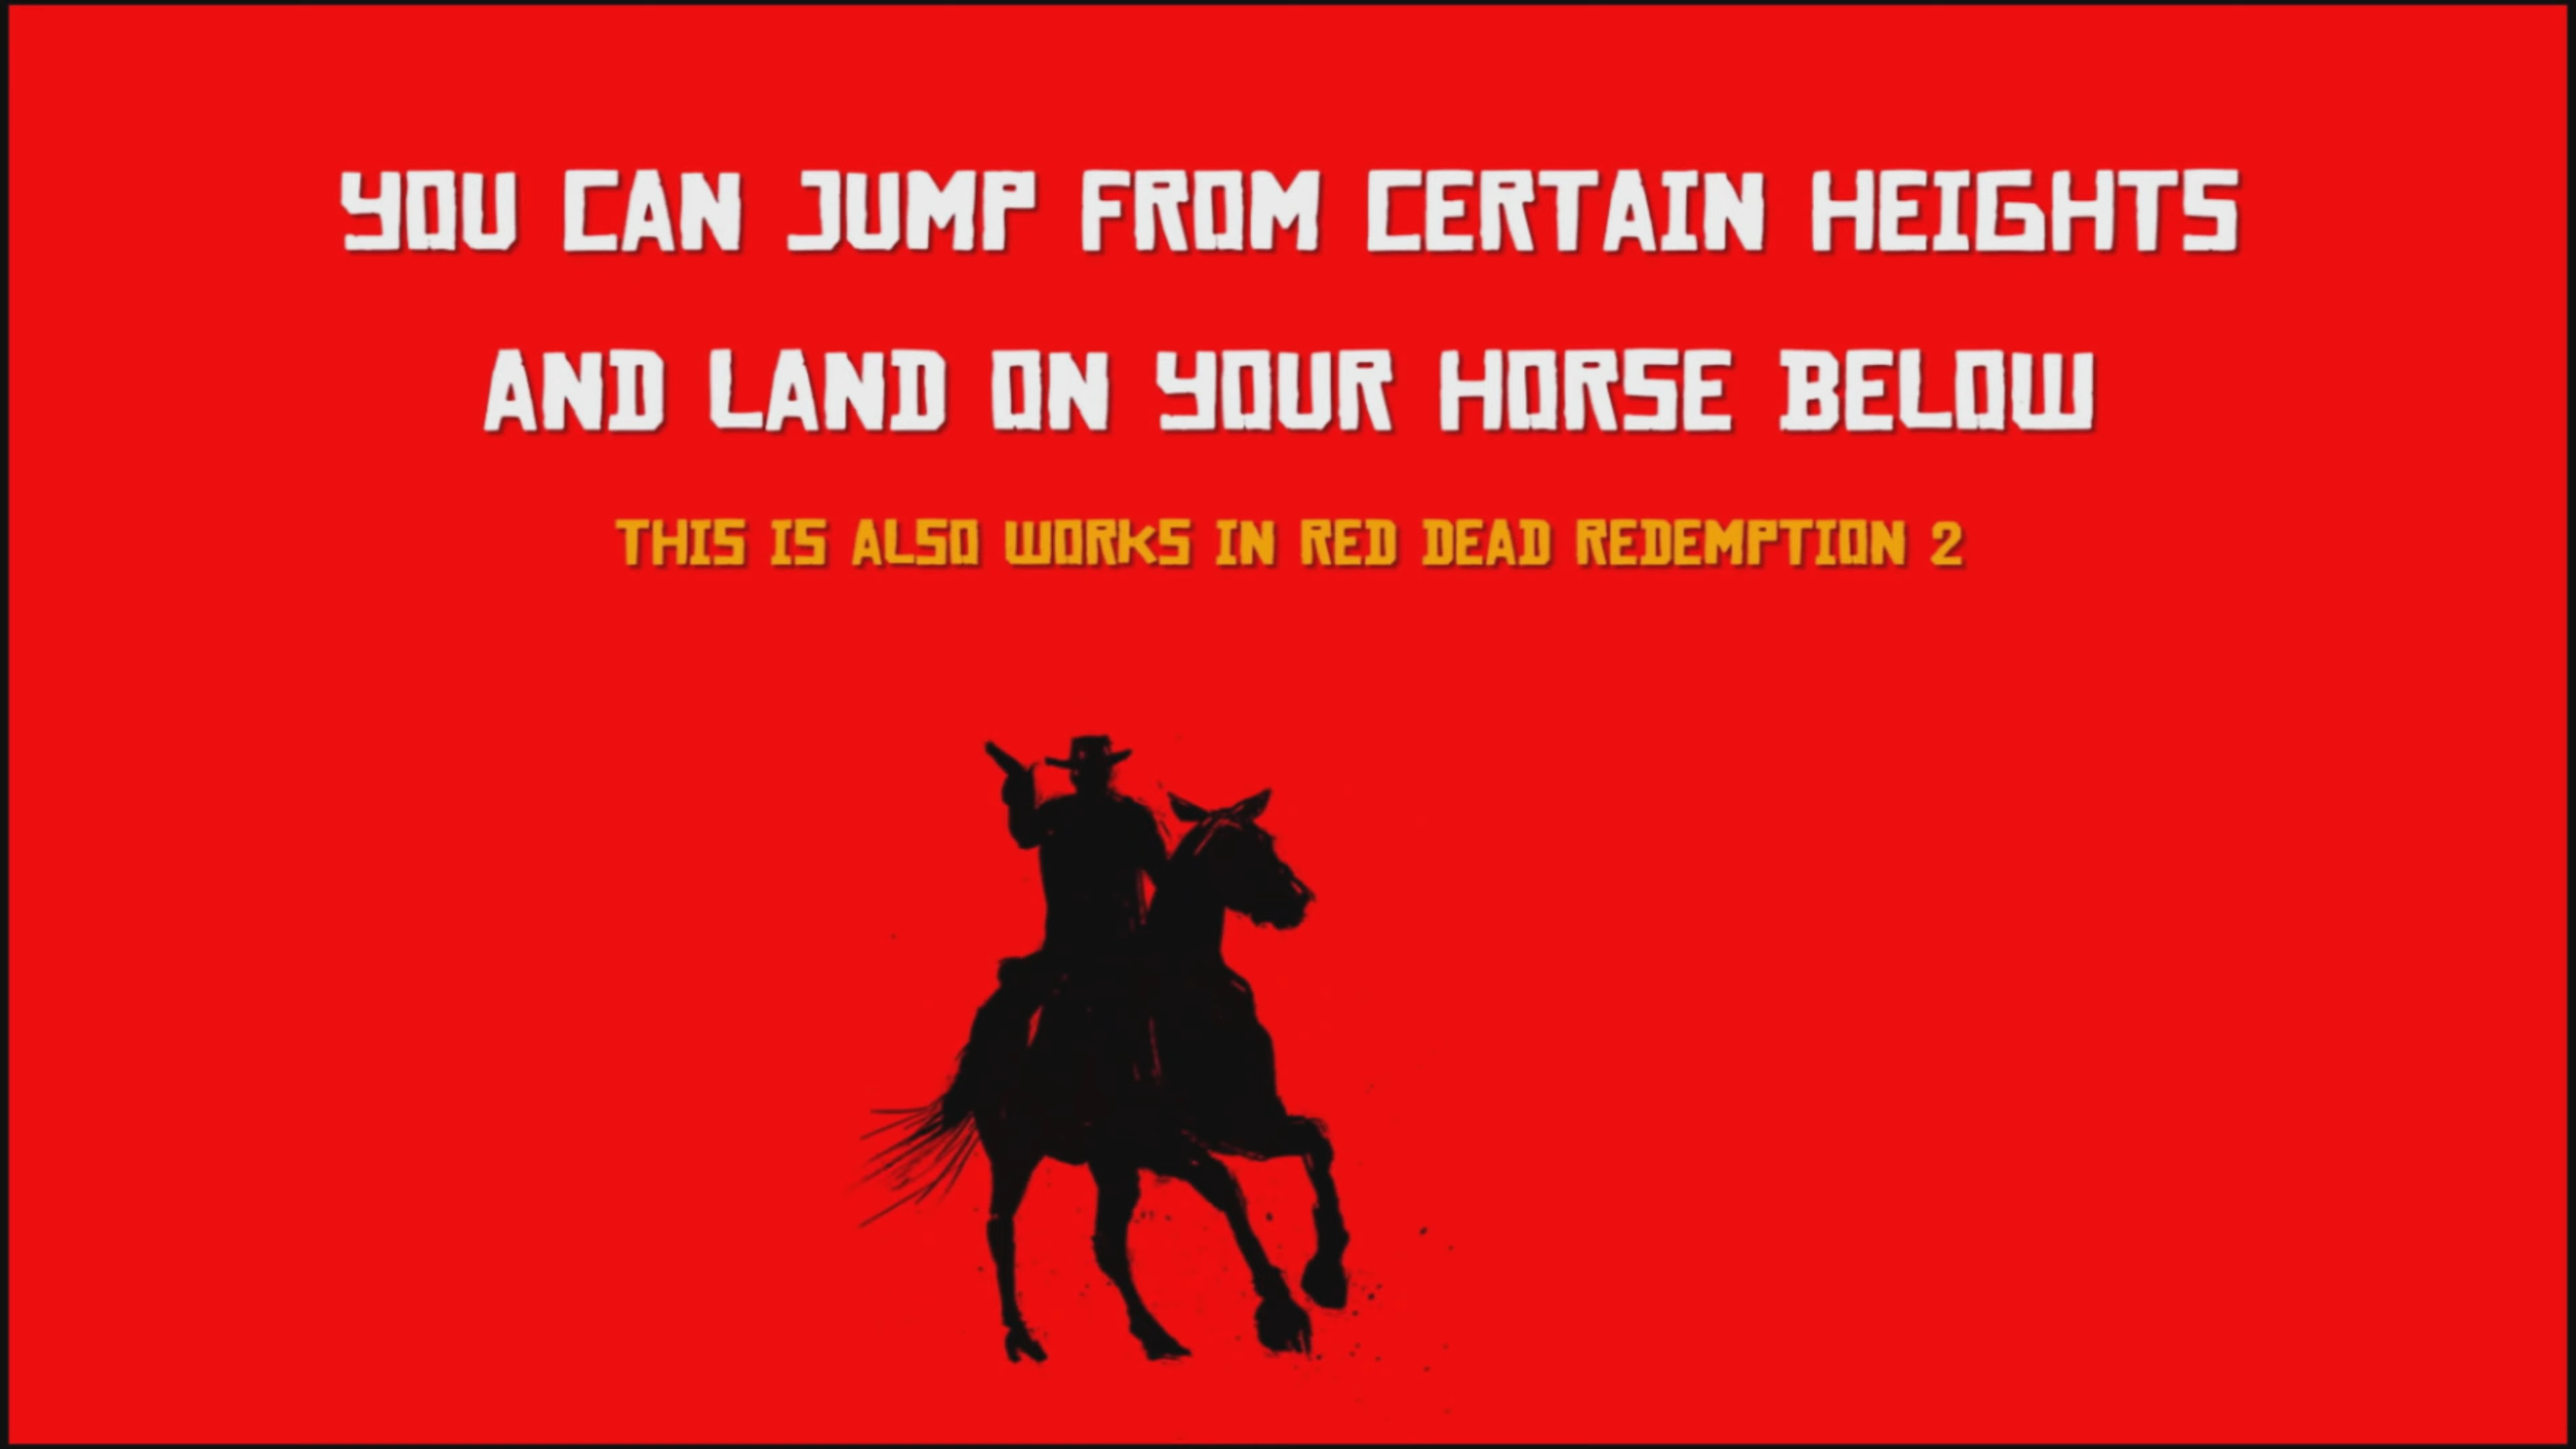 YOU CAN JUMP FROM CERTAIN HEIGHTS
AND LAND ON YOUR HORSE BELOW
THIS IS ALSO WORKS IN RED DEAD REDEMPTION 2